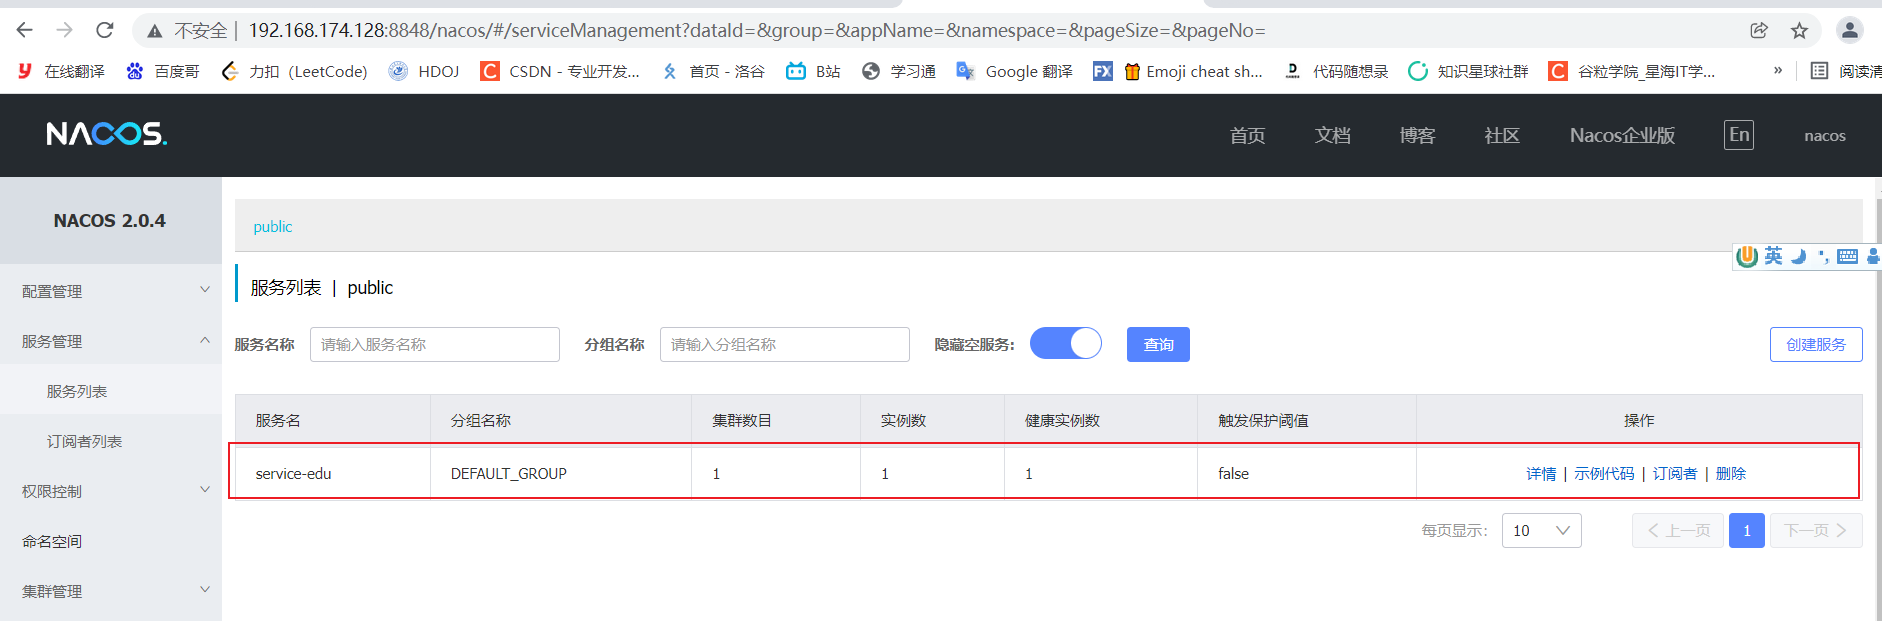 不安全 | 192.168.174.128:8848/nacos/#/serviceManagement?dataId=&group=&appName=&namespace=&pageSize=&pageNo=
在线翻译 百度哥 力扣（LeetCode） HDOJ CSDN - 专业开发... 首页 - 洛谷 B站 学习通 Google 翻译 FX Emoji cheat sh... 代码随想录 知识星球社群 谷粒学院_星海IT学... » 阅读清
NACOS. 首页 文档 博客 社区 Nacos企业版 En nacos
NACOS 2.0.4
配置管理
服务管理
服务列表
订阅者列表
权限控制
命名空间
集群管理
public
英
服务列表 | public
服务名称 请输入服务名称 分组名称 请输入分组名称 隐藏空服务: 查询 创建服务
服务名 分组名称 集群数目 实例数 健康实例数 触发保护阈值 操作
service-edu DEFAULT_GROUP 1 1 1 false 详情 | 示例代码 | 订阅者 | 删除
每页显示: 10 上一页 1 下一页